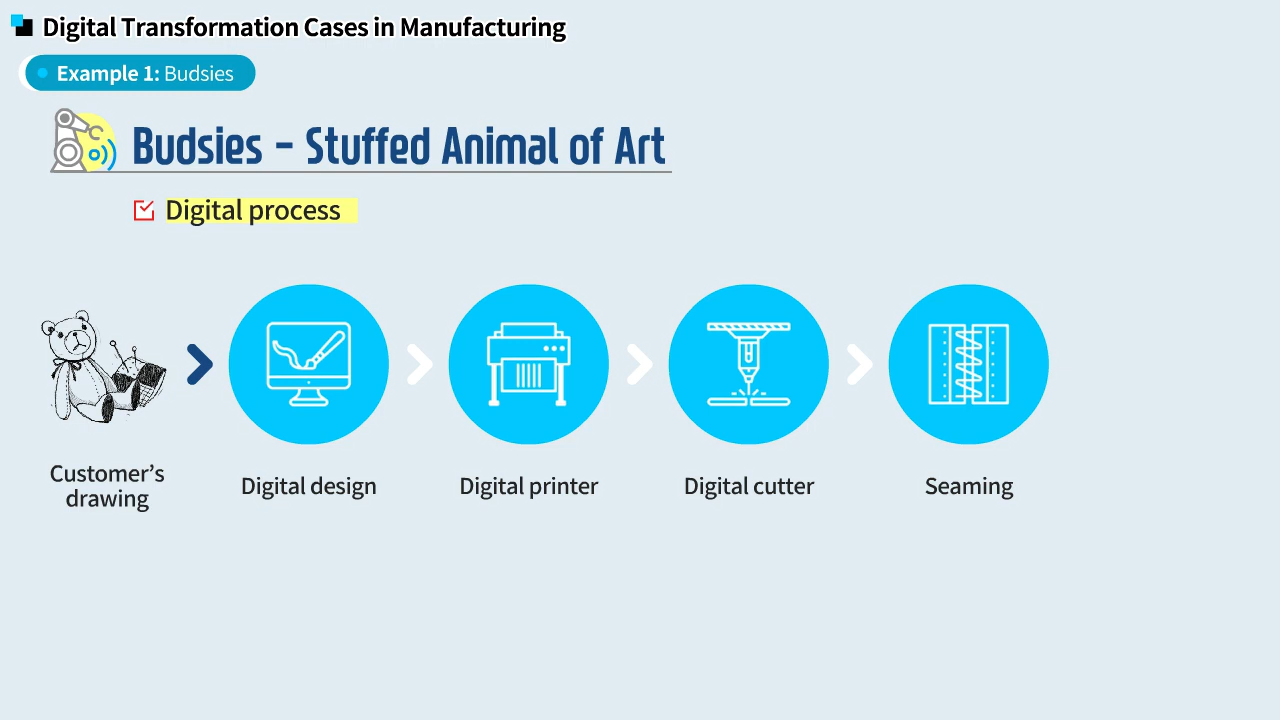 Digital Transformation Cases in Manufacturing
Example 1: Budsies
Budsies – Stuffed Animal of Art
Digital process
Customer’s
drawing
Digital design
Digital printer
Digital cutter
Seaming